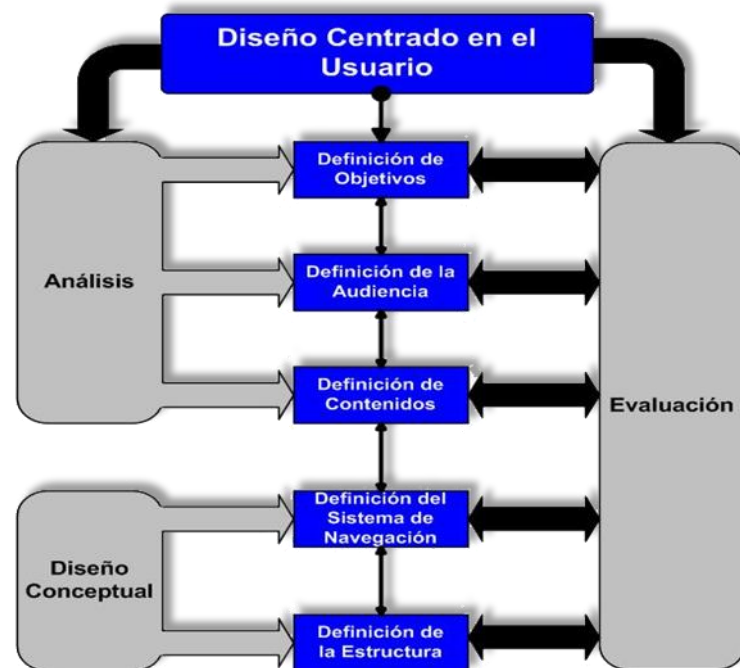 Diseño Centrado en el
Usuario
Definición de
Objetivos
Análisis
Definición de la
Audiencia
Definición de
Contenidos
Evaluación
Definición del
Sistema de
Navegación
Diseño
Conceptual
Definición de
la Estructura